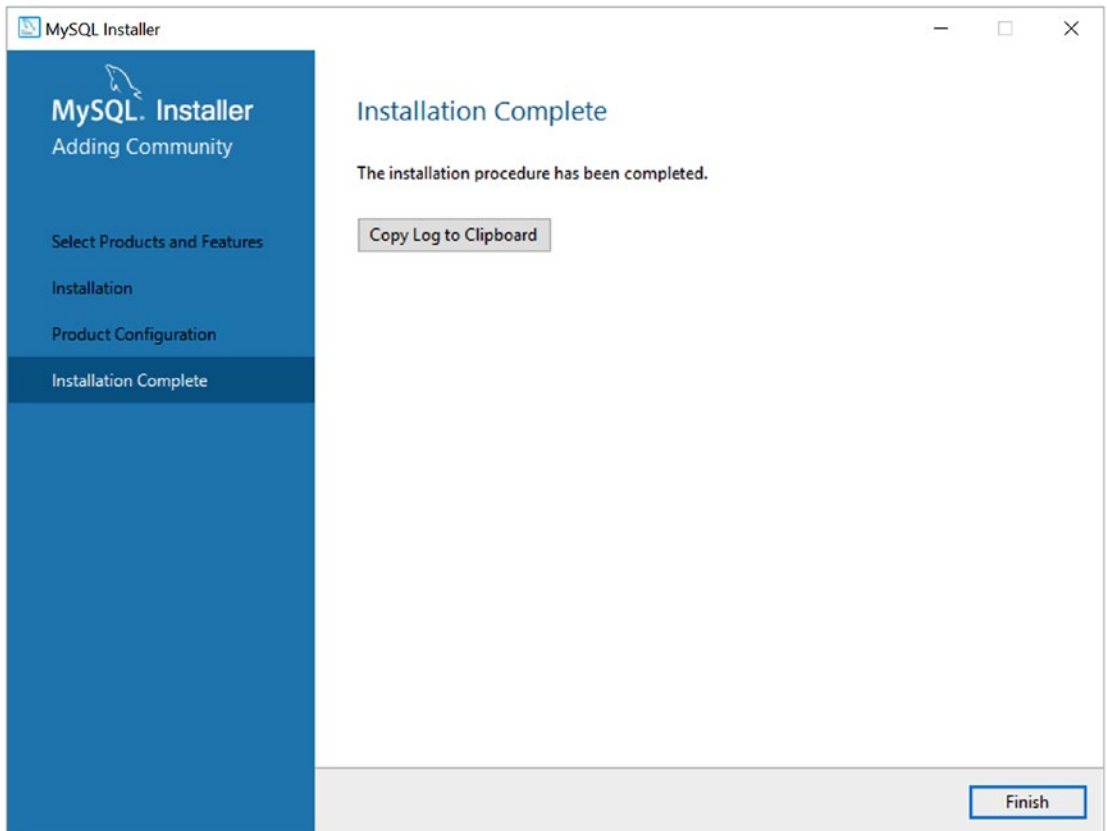 MySQL Installer
MySQL. Installer
Adding Community
Select Products and Features
Installation
Product Configuration
Installation Complete
Installation Complete
The installation procedure has been completed.
Copy Log to Clipboard
Finish